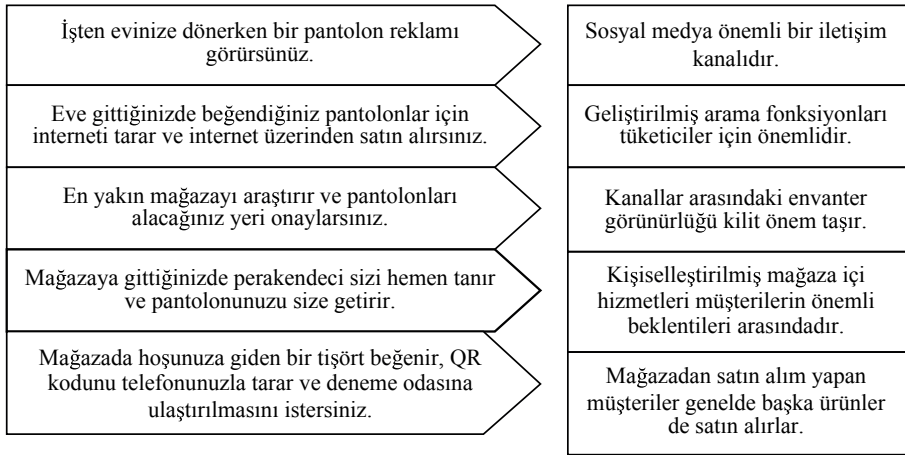 İşten evinize dönerken bir pantolon reklamı
görürsünüz.
Sosyal medya önemli bir iletişim
kanalıdır.
Eve gittiğinizde beğendiğiniz pantolonlar için
interneti tarar ve internet üzerinden satın alırsınız.
Geliştirilmiş arama fonksiyonları
tüketiciler için önemlidir.
En yakın mağazayı araştırır ve pantolonları
alacağınız yeri onaylarsınız.
Kanallar arasındaki envanter
görünürlüğü kilit önem taşır.
Mağazaya gittiğinizde perakendeci sizi hemen tanır
ve pantolonunuzu size getirir.
Kişiselleştirilmiş mağaza içi
hizmetleri müşterilerin önemli
beklentileri arasındadır.
Mağazada hoşunuza giden bir tişört beğenir, QR
kodunu telefonunuzla tarar ve deneme odasına
ulaştırılmasını istersiniz.
Mağazadan satın alım yapan
müşteriler genelde başka ürünler
de satın alırlar.